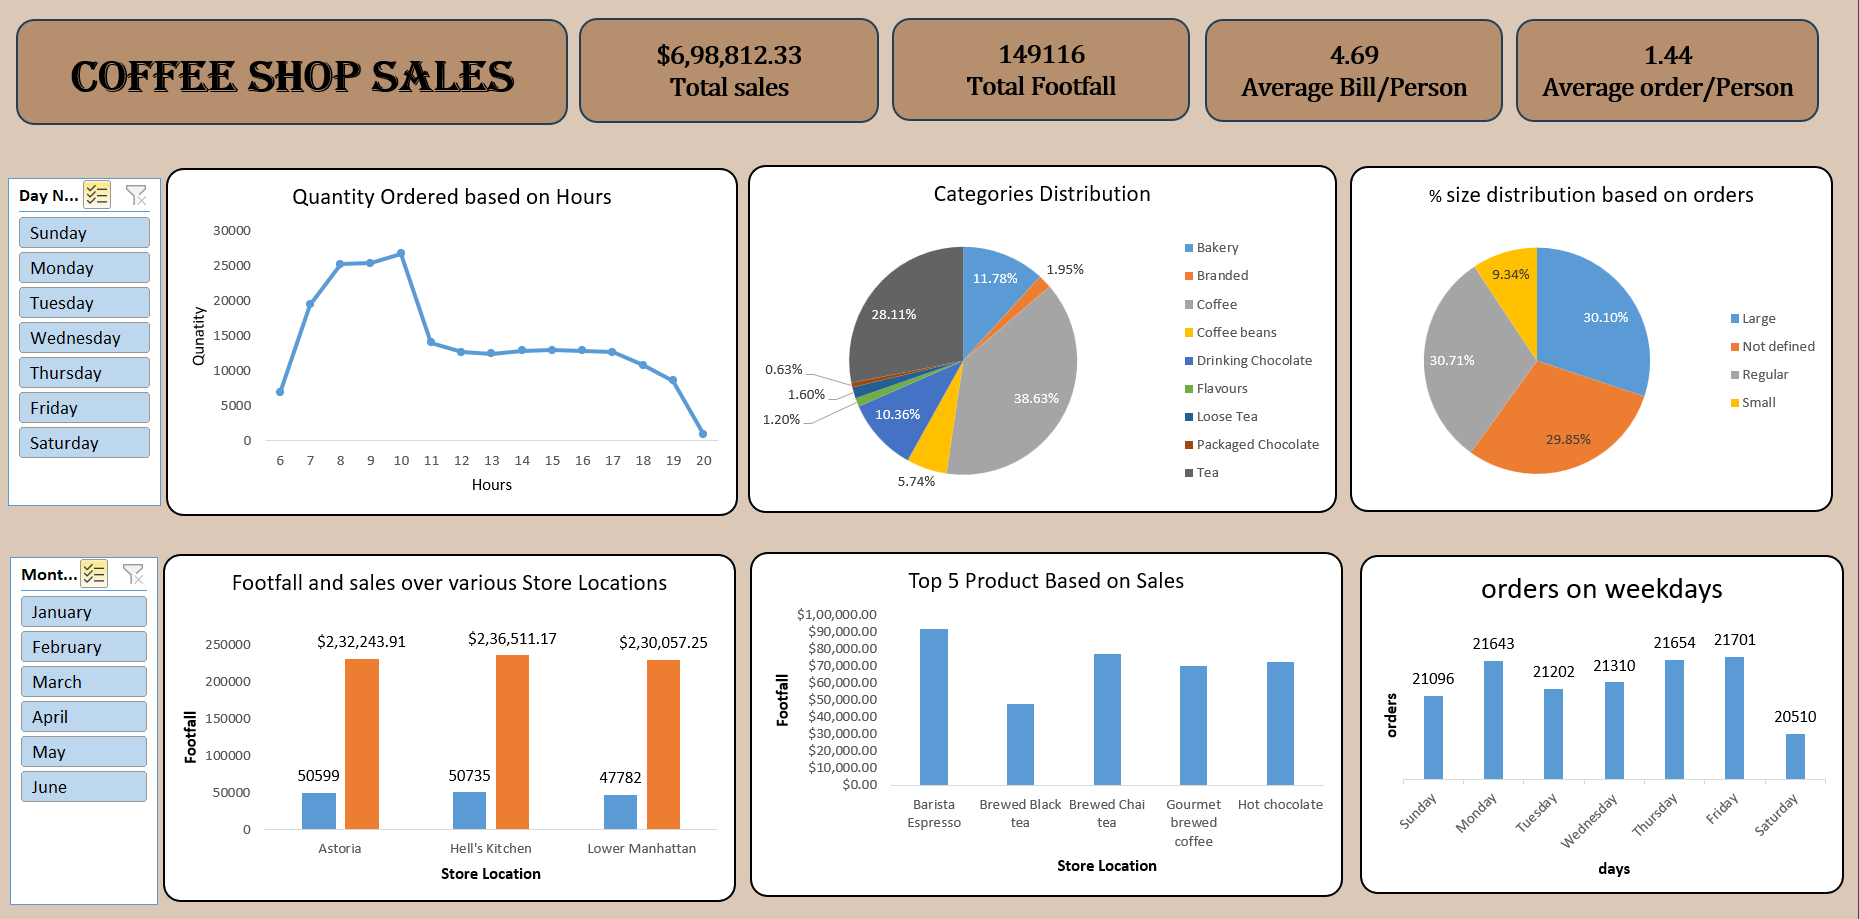 COFFEE SHOP SALES
$6,98,812.33
Total sales
149116
Total Footfall
4.69
Average Bill/Person
1.44
Average order/Person
Day N...
Sunday
Monday
Tuesday
Wednesday
Thursday
Friday
Saturday
Quantity Ordered based on Hours
Qunatity
30000
25000
20000
15000
10000
5000
0
6 7 8 9 10 11 12 13 14 15 16 17 18 19 20
Hours
Categories Distribution
11.78%
1.95%
38.63%
5.74%
10.36%
1.20%
1.60%
0.63%
28.11%
Bakery
Branded
Coffee
Coffee beans
Drinking Chocolate
Flavours
Loose Tea
Packaged Chocolate
Tea
% size distribution based on orders
30.10%
29.85%
30.71%
9.34%
Large
Not defined
Regular
Small
Mont...
January
February
March
April
May
June
Footfall and sales over various Store Locations
Footfall
250000
200000
150000
100000
50000
0
50599
$2,32,243.91
50735
$2,36,511.17
47782
$2,30,057.25
Astoria
Hell's Kitchen
Lower Manhattan
Store Location
Top 5 Product Based on Sales
Footfall
$1,00,000.00
$90,000.00
$80,000.00
$70,000.00
$60,000.00
$50,000.00
$40,000.00
$30,000.00
$20,000.00
$10,000.00
$0.00
Barista
Espresso
Brewed Black
tea
Brewed Chai
tea
Gourmet
brewed
coffee
Hot chocolate
Store Location
orders on weekdays
orders
21096
21643
21202
21310
21654
21701
20510
Sunday
Monday
Tuesday
Wednesday
Thursday
Friday
Saturday
days